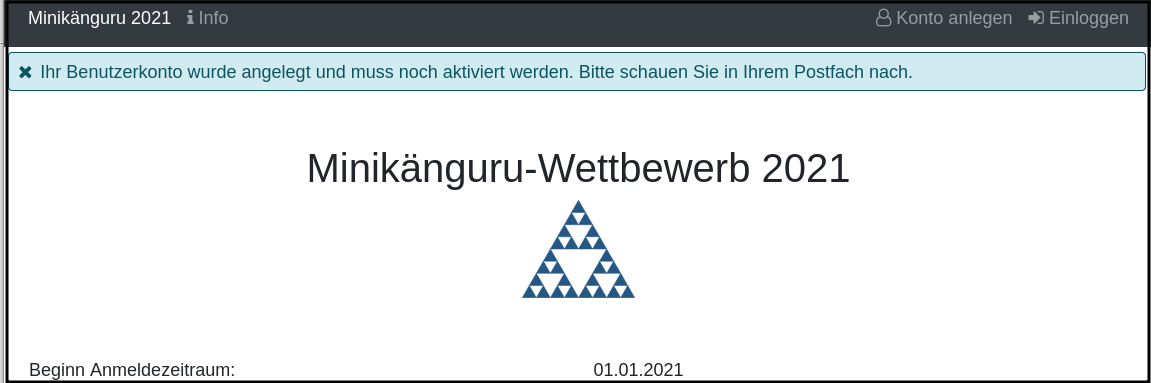 Minikänguru 2021 Info Konto anlegen Einloggen
Ihr Benutzerkonto wurde angelegt und muss noch aktiviert werden. Bitte schauen Sie in Ihrem Postfach nach.
Minikänguru-Wettbewerb 2021
Beginn Anmeldezeitraum: 01.01.2021